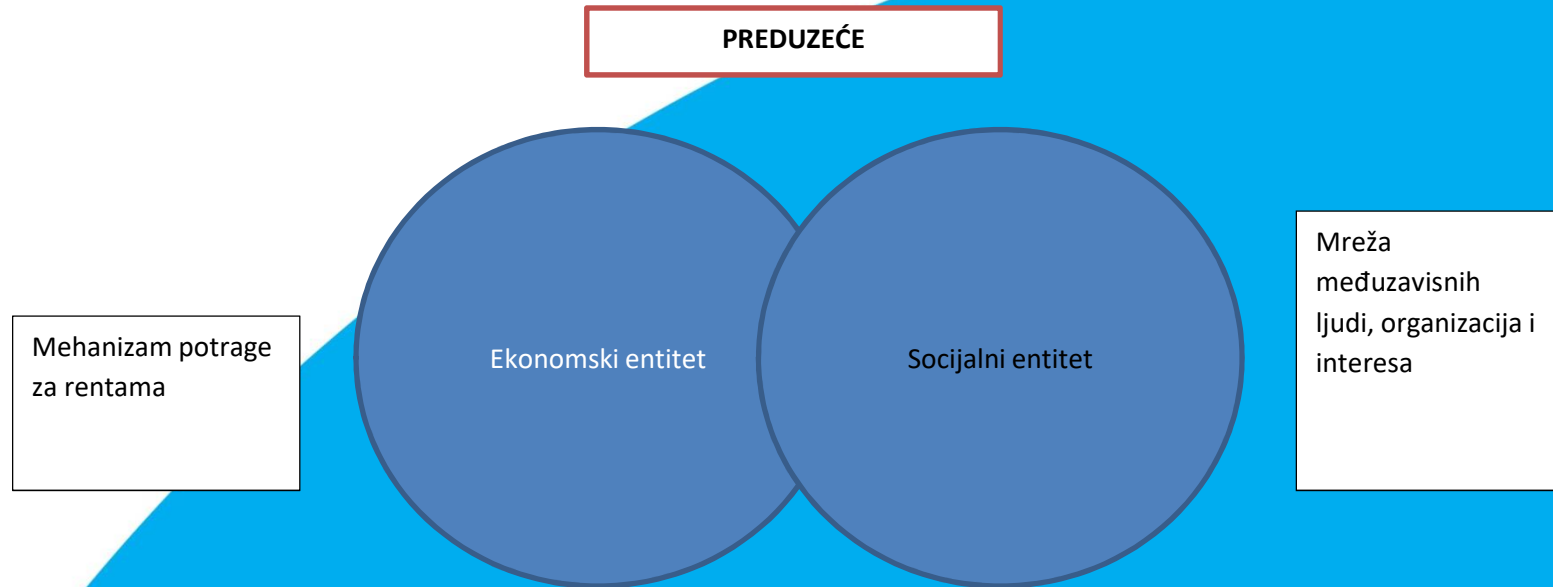 PREDUZEĆE
Mehanizam potrage
za rentama
Ekonomski entitet
Socijalni entitet
Mreža
međuzavisnih
ljudi, organizacija i
interesa